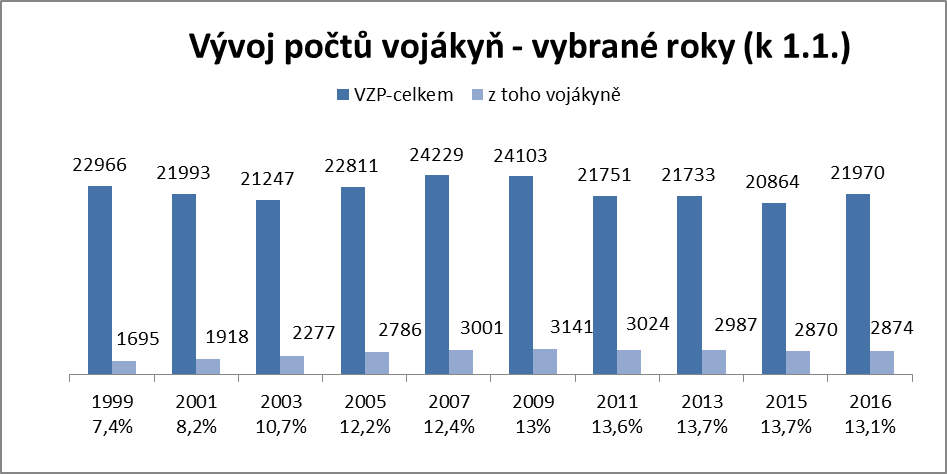 Vývoj počtů vojákyň - vybrané roky (k 1.1.)
VZP-celkem z toho vojákyně
22966 21993 21247 22811 24229 24103 21751 21733 20864 21970
1695 1918 2277 2786 3001 3141 3024 2987 2870 2874
1999 2001 2003 2005 2007 2009 2011 2013 2015 2016
7,4% 8,2% 10,7% 12,2% 12,4% 13% 13,6% 13,7% 13,7% 13,1%